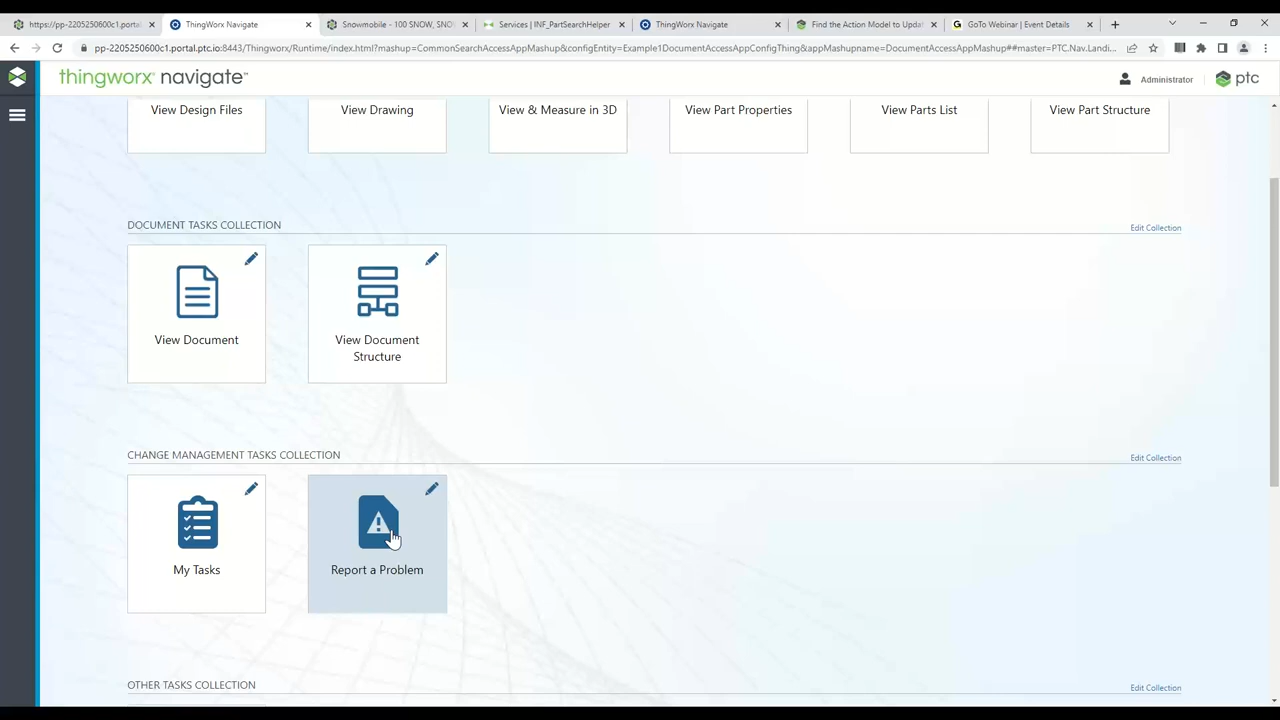 https://pp-2205250600c1.portal
ThingWorx Navigate
Snowmobile - 100 SNOW, SNO
Services | INF_PartSearchHelper
ThingWorx Navigate
Find the Action Model to Upda
GoTo Webinar | Event Details
pp-2205250600c1.portal.ptc.io:8443/Thingworx/Runtime/index.html?mashup=CommonSearchAccessAppMashup&configEntity=Example1DocumentAccessAppConfigThing&appMashupname=DocumentAccessAppMashup##master=PTC.Nav.Landi...
thingworx navigate
Administrator
ptc
View Design Files
View Drawing
View & Measure in 3D
View Part Properties
View Parts List
View Part Structure
DOCUMENT TASKS COLLECTION
Edit Collection
View Document
View Document
Structure
CHANGE MANAGEMENT TASKS COLLECTION
Edit Collection
My Tasks
Report a Problem
OTHER TASKS COLLECTION
Edit Collection